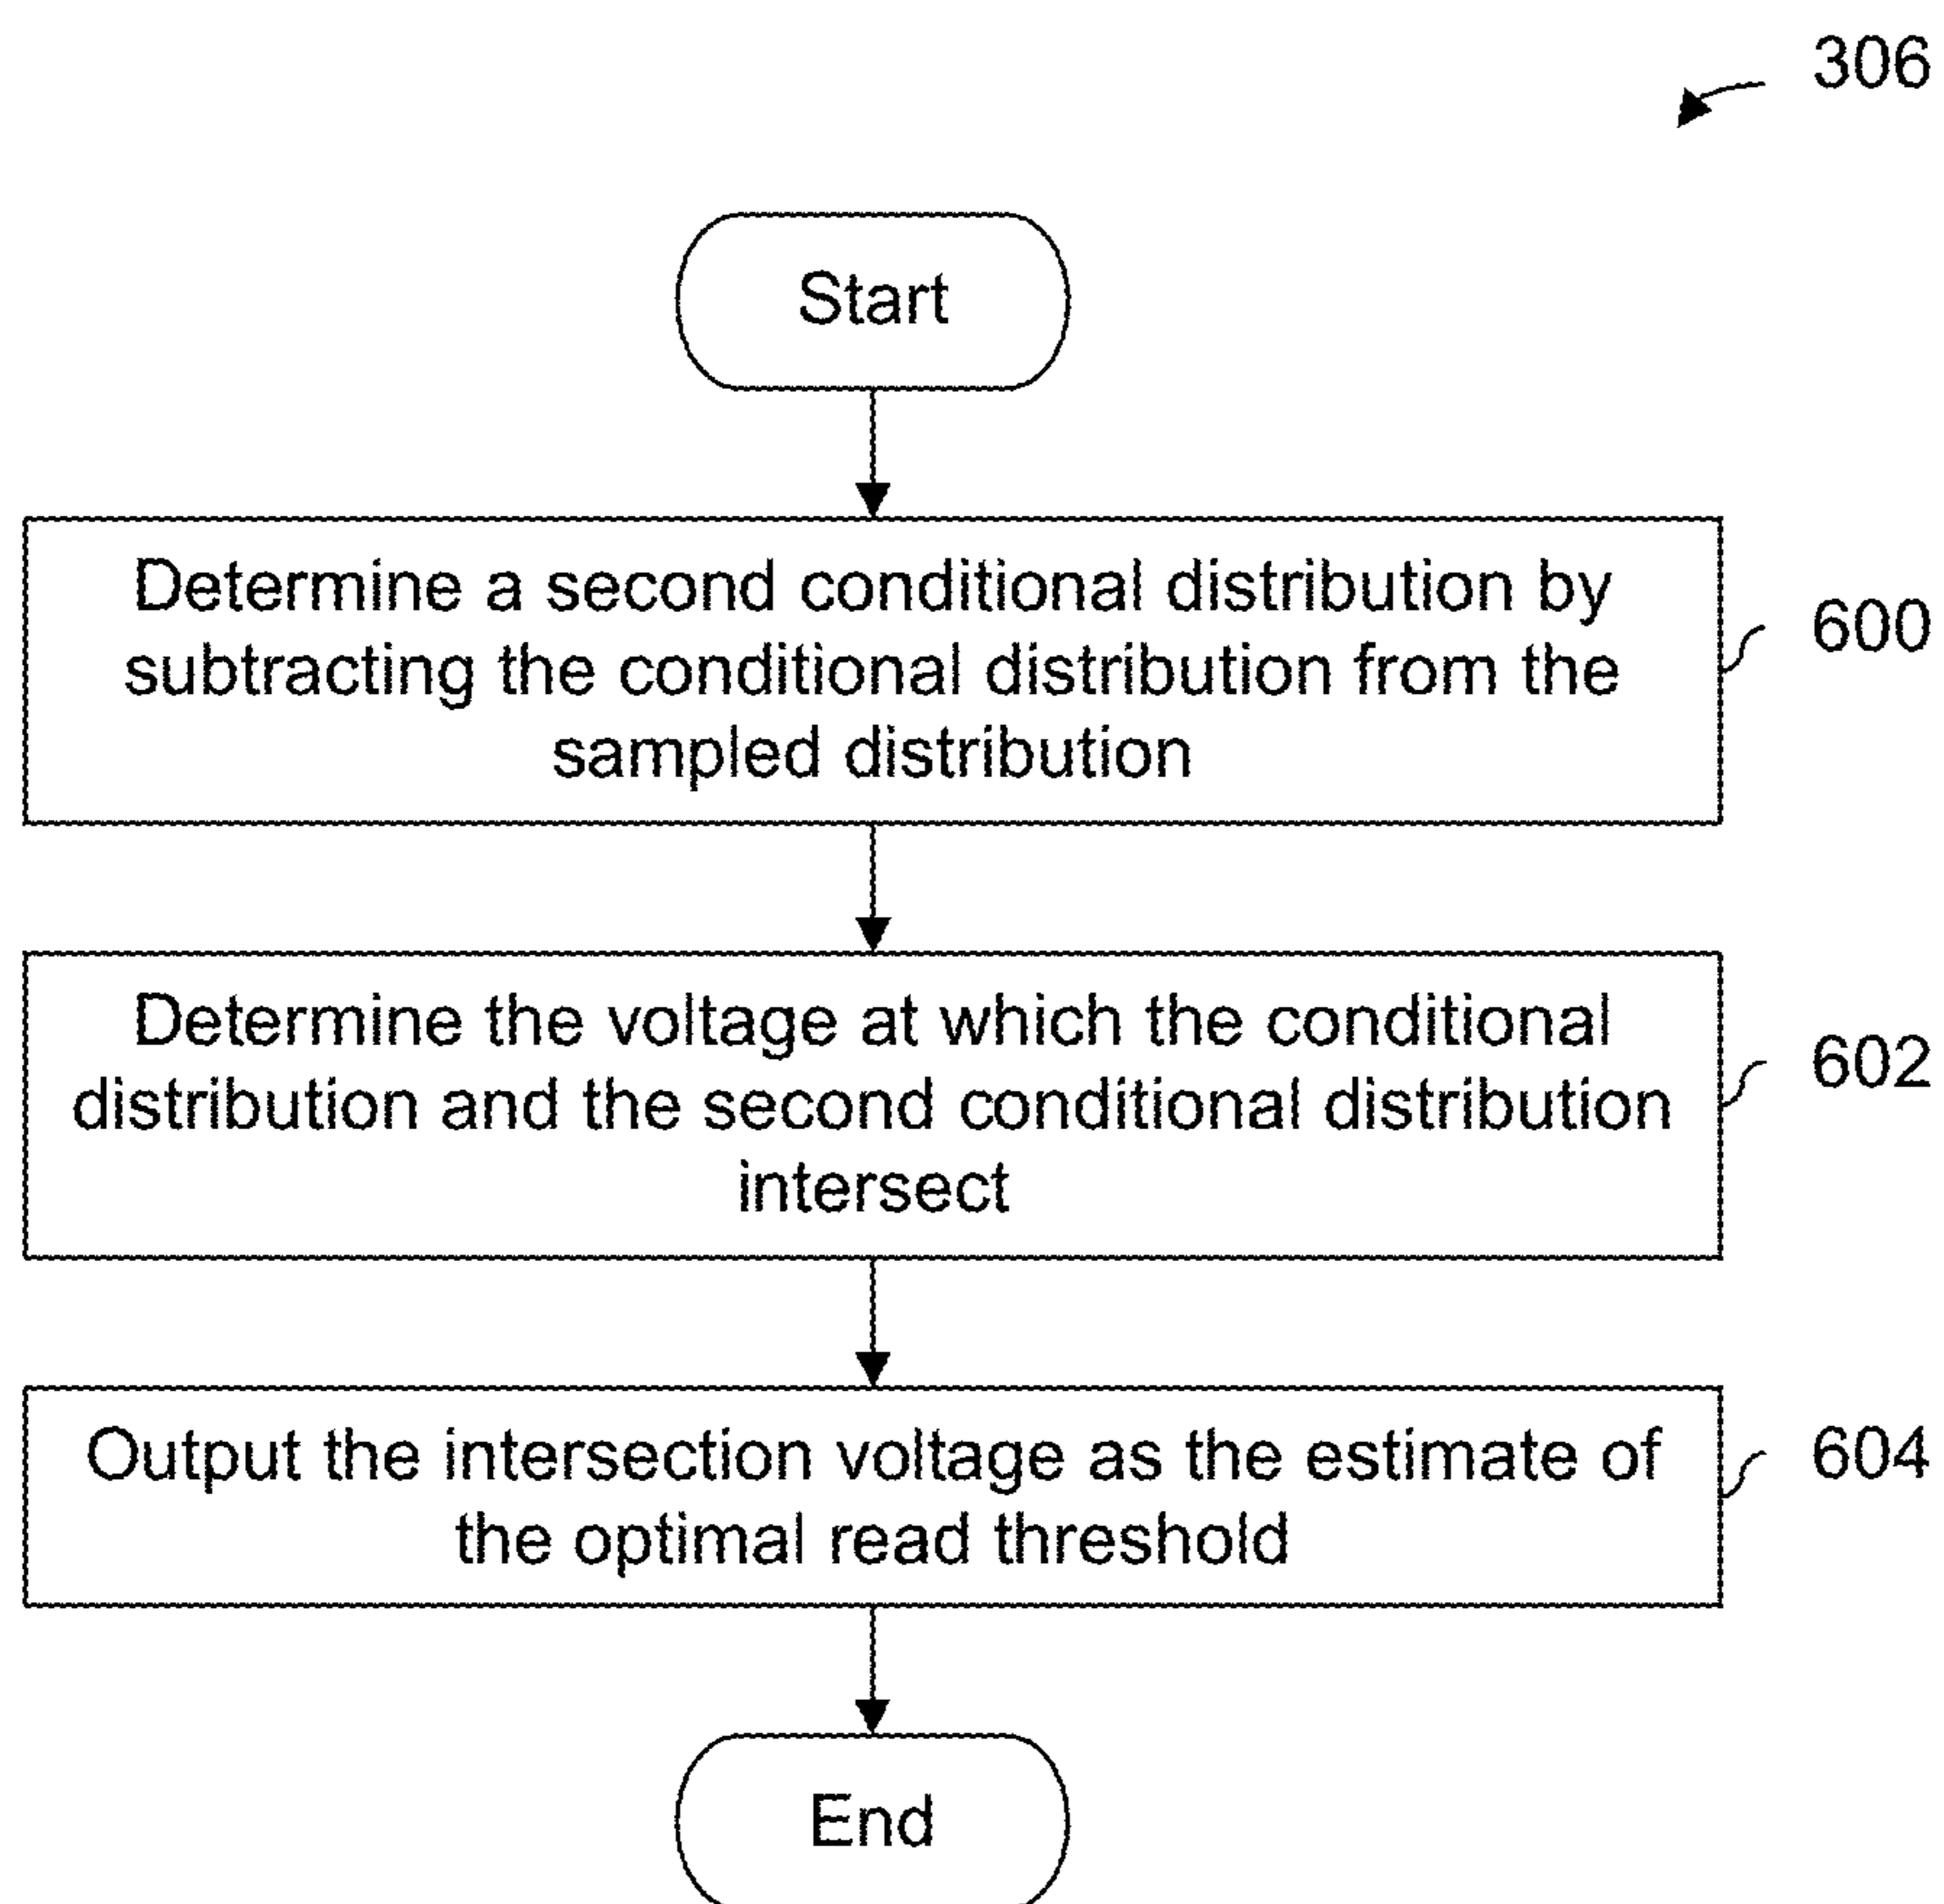 306
Start
Determine a second conditional distribution by
subtracting the conditional distribution from the
sampled distribution
600
Determine the voltage at which the conditional
distribution and the second conditional distribution
intersect
602
Output the intersection voltage as the estimate of
the optimal read threshold
604
End